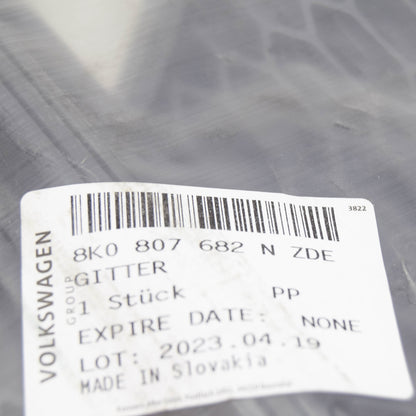 3822
VOLKSWAGEN
GROUP
8K0 807 682 N ZDE
GITTER
1 Stück PP
EXPIRE DATE: NONE
LOT: 2023.04.19
MADE IN Slovakia